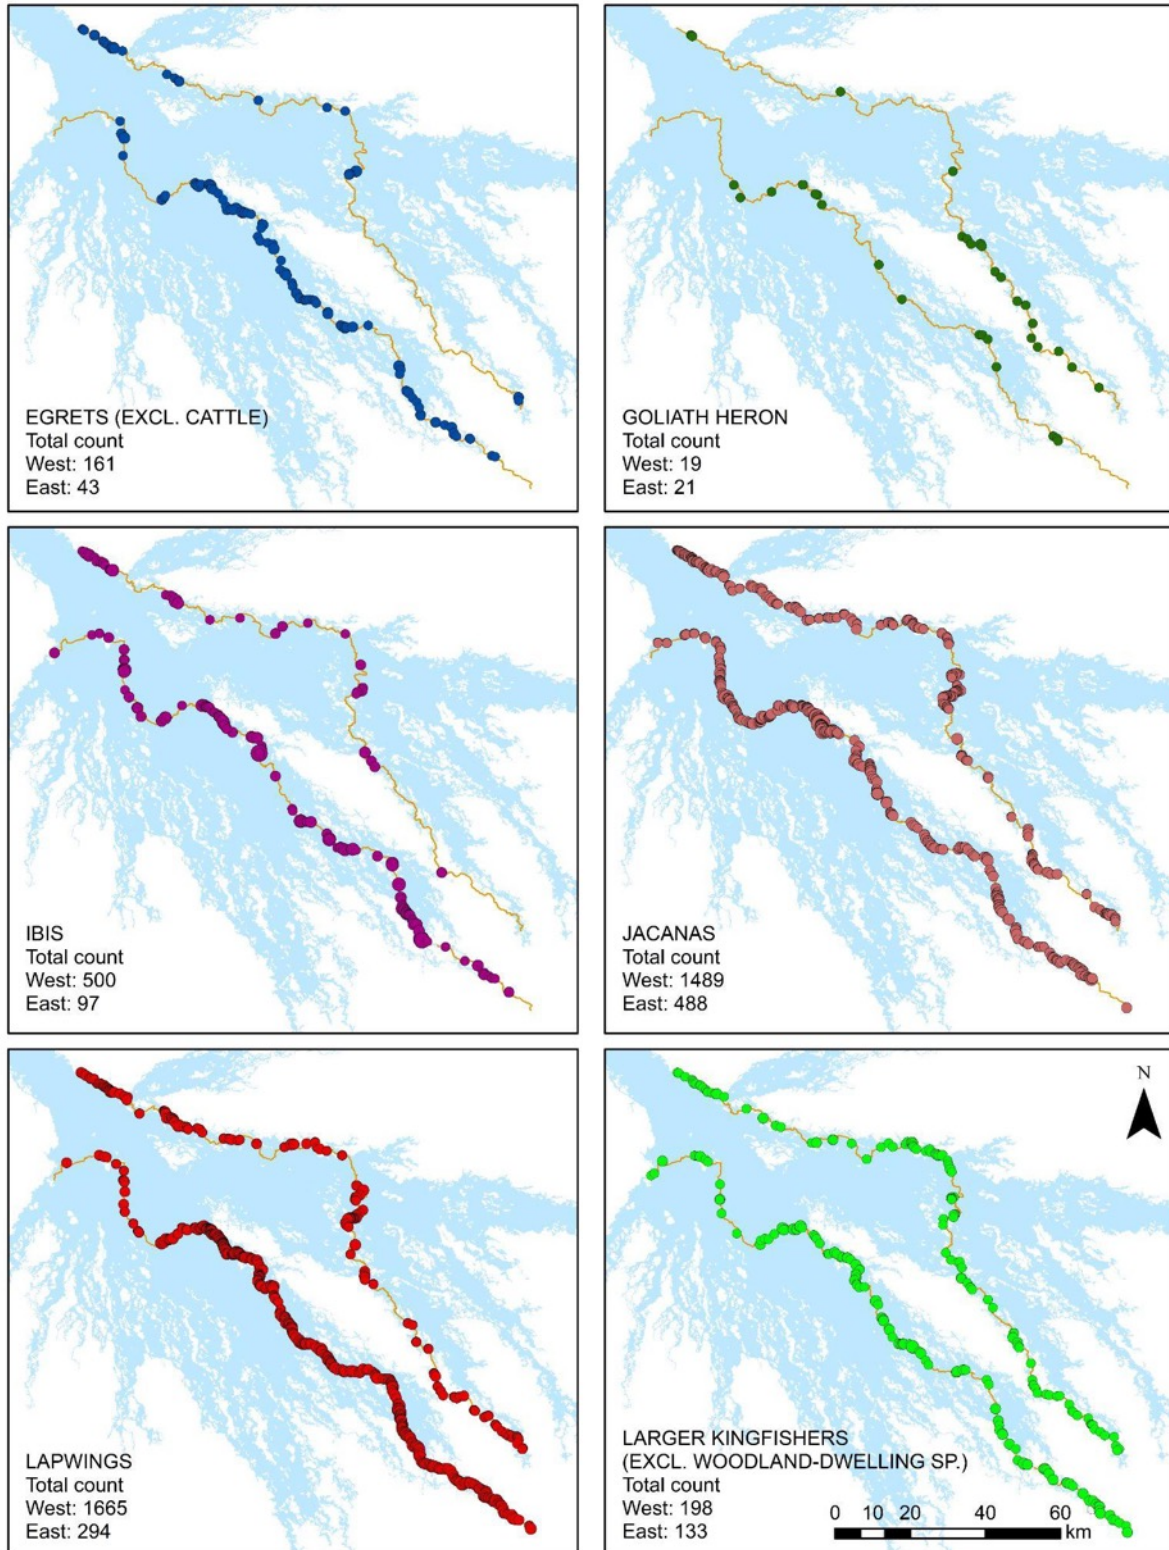 EGRETS (EXCL. CATTLE)
Total count
West: 161
East: 43
GOLIATH HERON
Total count
West: 19
East: 21
IBIS
Total count
West: 500
East: 97
JACANAS
Total count
West: 1489
East: 488
LAPWINGS
Total count
West: 1665
East: 294
N
LARGER KINGFISHERS
(EXCL. WOODLAND-DWELLING SP.)
Total count
West: 198
East: 133
0 10 20 40 60
km